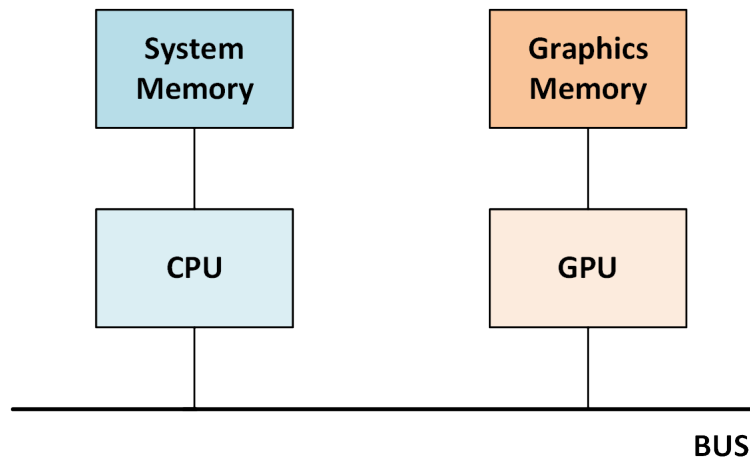 System
Memory
Graphics
Memory
CPU
GPU
BUS